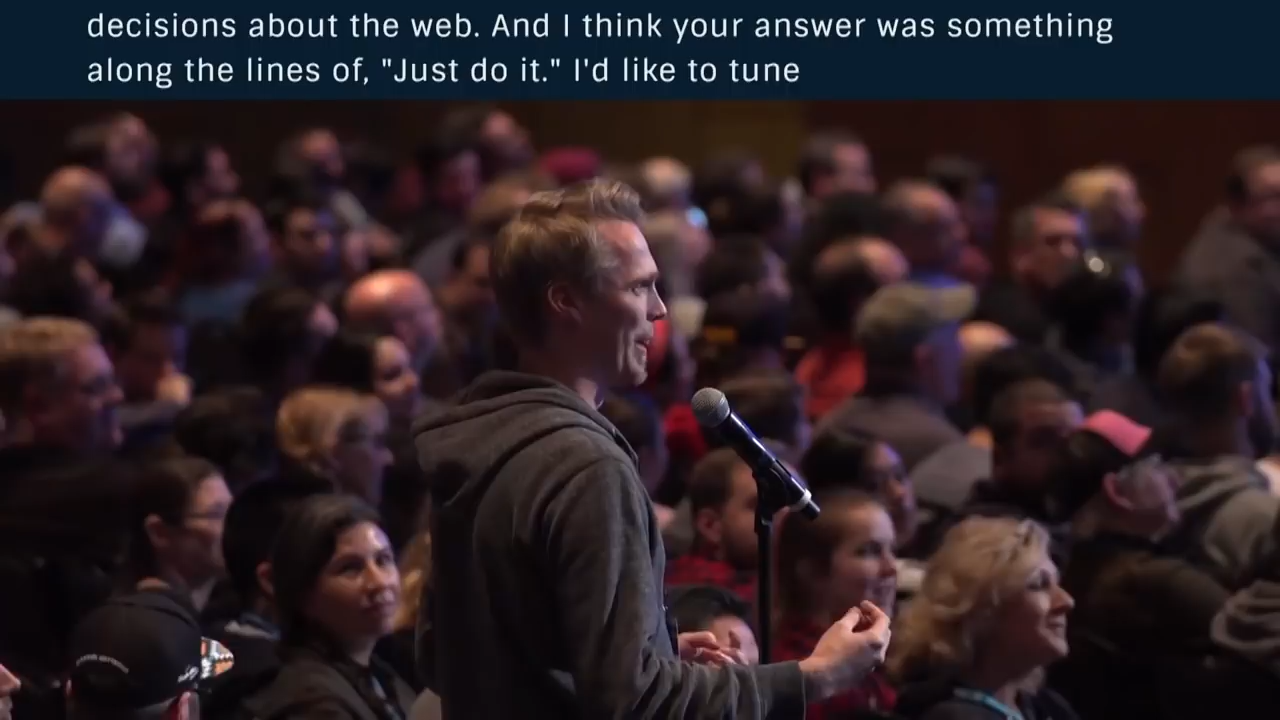 decisions about the web. And I think your answer was something
along the lines of, "Just do it." I'd like to tune